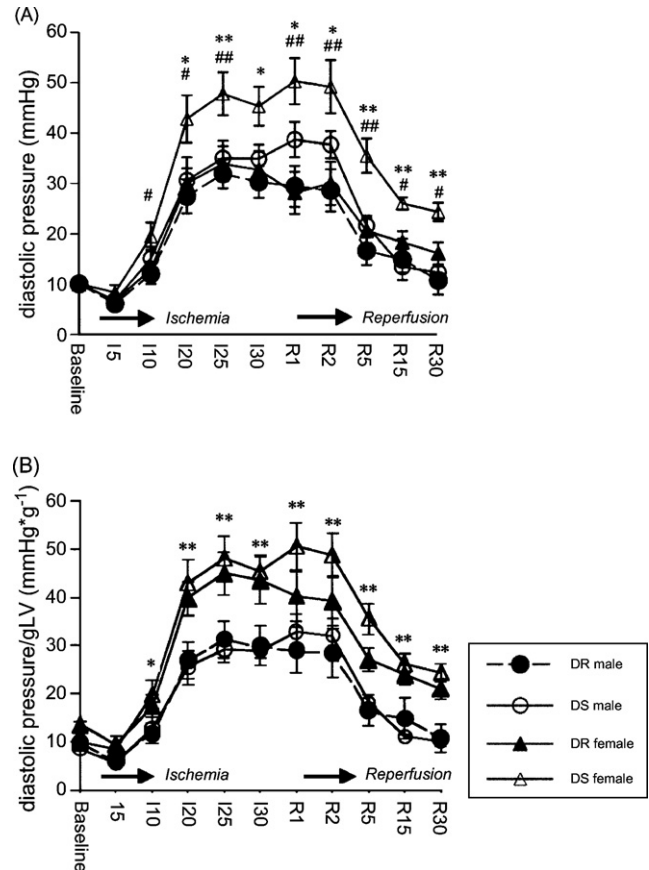 (A)
diastolic pressure (mmHg)
60
50
40
30
20
10
0
* ** * *
* ## * ## ##
# # ** ##
** #
** #
Ischemia Reperfusion
Baseline I5 I10 I20 I25 I30 R1 R2 R5 R15 R30
(B)
diastolic pressure/gLV (mmHg*g-1)
60
50
40
30
20
10
0
* ** ** ** ** ** ** ** **
Ischemia Reperfusion
Baseline 15 I10 I20 I25 I30 R1 R2 R5 R15 R30
DR male
DS male
DR female
DS female